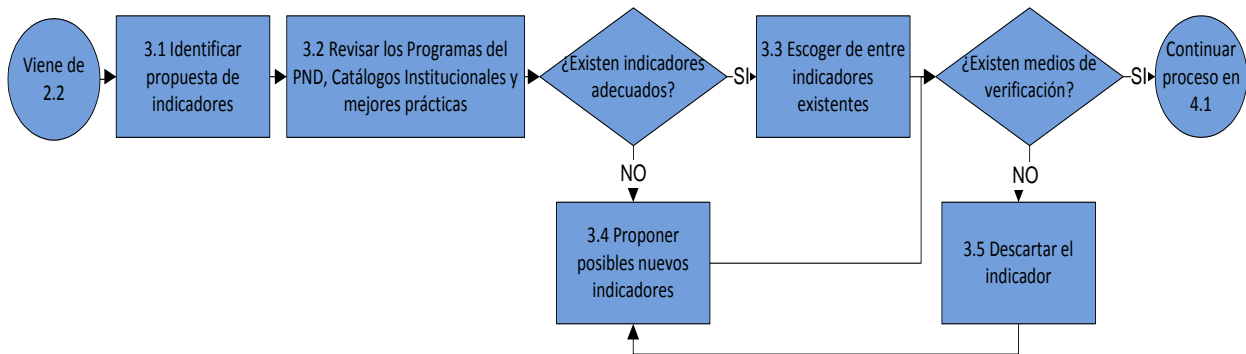 Viene de
2.2
3.1 Identificar
propuesta de
indicadores
3.2 Revisar los Programas del
PND, Catálogos Institucionales y
mejores prácticas
¿Existen indicadores
adecuados?
SI
3.3 Escoger de entre
indicadores
existentes
¿Existen medios de
verificación?
SI
Continuar
proceso en
4.1
NO
3.4 Proponer
posibles nuevos
indicadores
NO
3.5 Descartar el
indicador